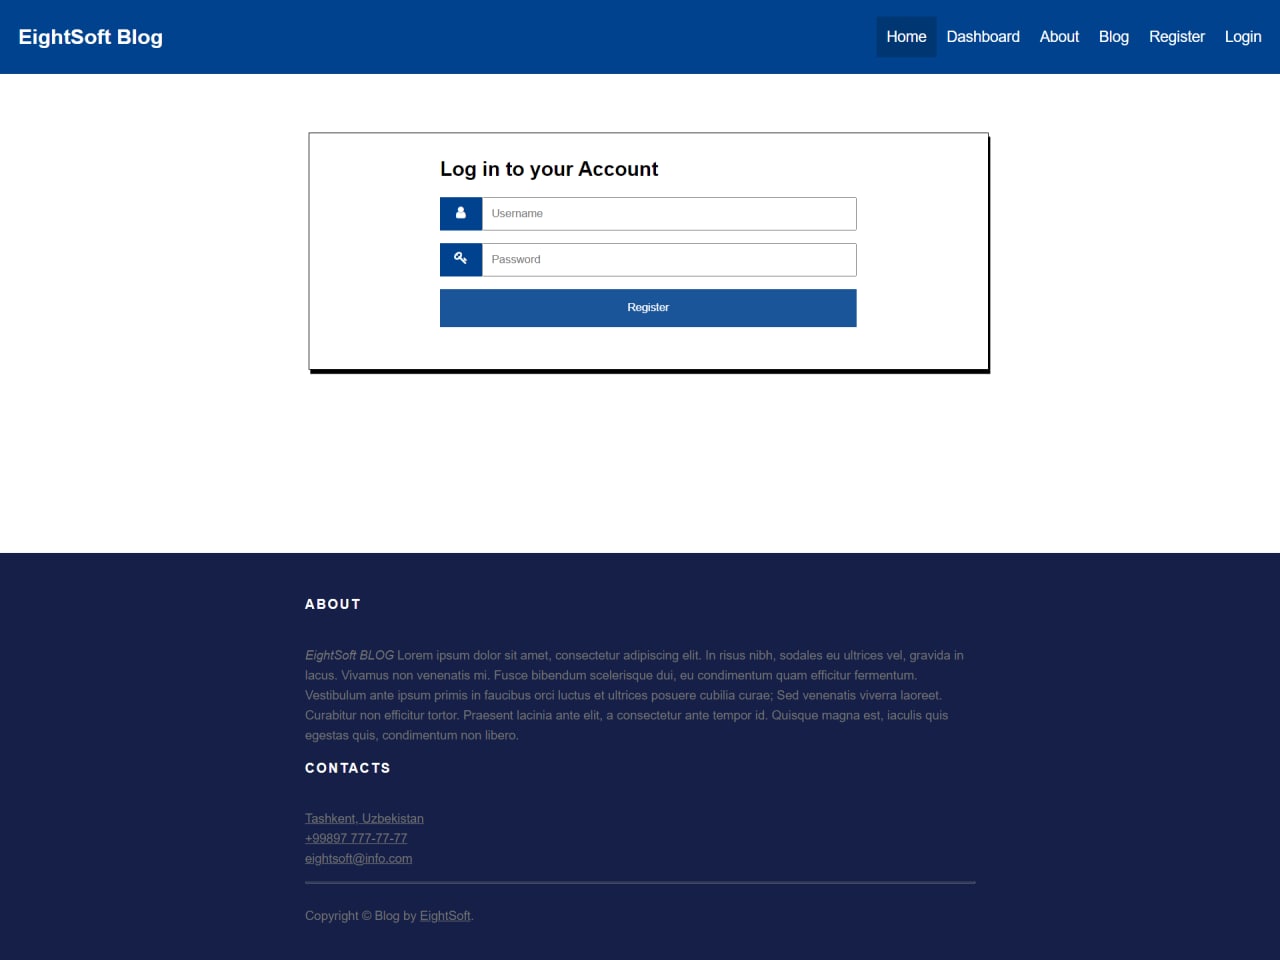 EightSoft Blog
Home Dashboard About Blog Register Login
Log in to your Account
Username
Password
Register
ABOUT
EightSoft BLOG Lorem ipsum dolor sit amet, consectetur adipiscing elit. In risus nibh, sodales eu ultrices vel, gravida in
lacus. Vivamus non venenatis mi. Fusce bibendum scelerisque dui, eu condimentum quam efficitur fermentum.
Vestibulum ante ipsum primis in faucibus orci luctus et ultrices posuere cubilia curae; Sed venenatis viverra laoreet.
Curabitur non efficitur tortor. Praesent lacinia ante elit, a consectetur ante tempor id. Quisque magna est, iaculis quis
egestas quis, condimentum non libero.
CONTACTS
Tashkent, Uzbekistan
+99897 777-77-77
eightsoft@info.com
Copyright © Blog by EightSoft.